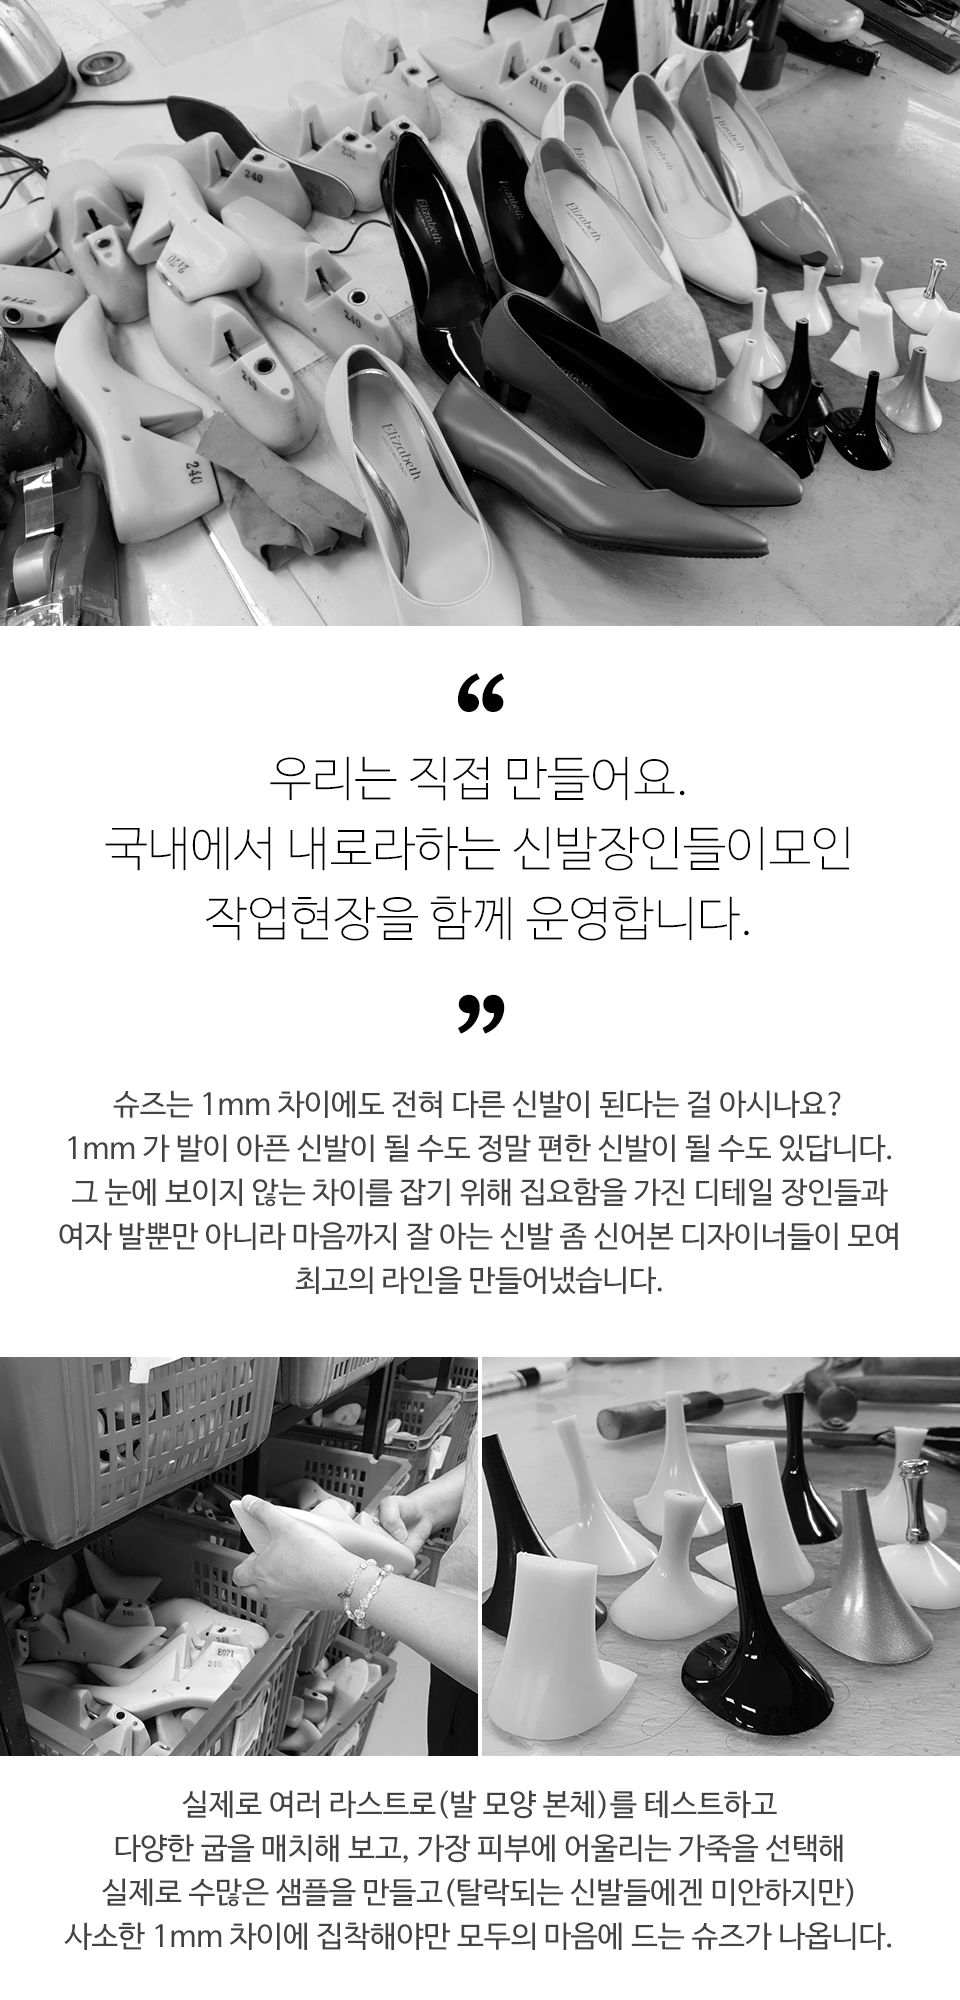 2115
235
240
Elizabeth
Elizabeth
Elizabeth
Elizabeth
Elizabeth
Elizabeth
240
240
240
240
Elizabeth
“
우리는 직접 만들어요.
국내에서 내로라하는 신발장인들이모인
작업현장을 함께 운영합니다.
”
슈즈는 1mm 차이에도 전혀 다른 신발이 된다는 걸 아시나요?
1mm 가 발이 아픈 신발이 될 수도 정말 편한 신발이 될 수도 있답니다.
그 눈에 보이지 않는 차이를 잡기 위해 집요함을 가진 디테일 장인들과
여자 발뿐만 아니라 마음까지 잘 아는 신발 좀 신어본 디자이너들이 모여
최고의 라인을 만들어냈습니다.
E071
240
실제로 여러 라스트로(발 모양 본체)를 테스트하고
다양한 굽을 매치해 보고, 가장 피부에 어울리는 가죽을 선택해
실제로 수많은 샘플을 만들고(탈락되는 신발들에겐 미안하지만)
사소한 1mm 차이에 집착해야만 모두의 마음에 드는 슈즈가 나옵니다.